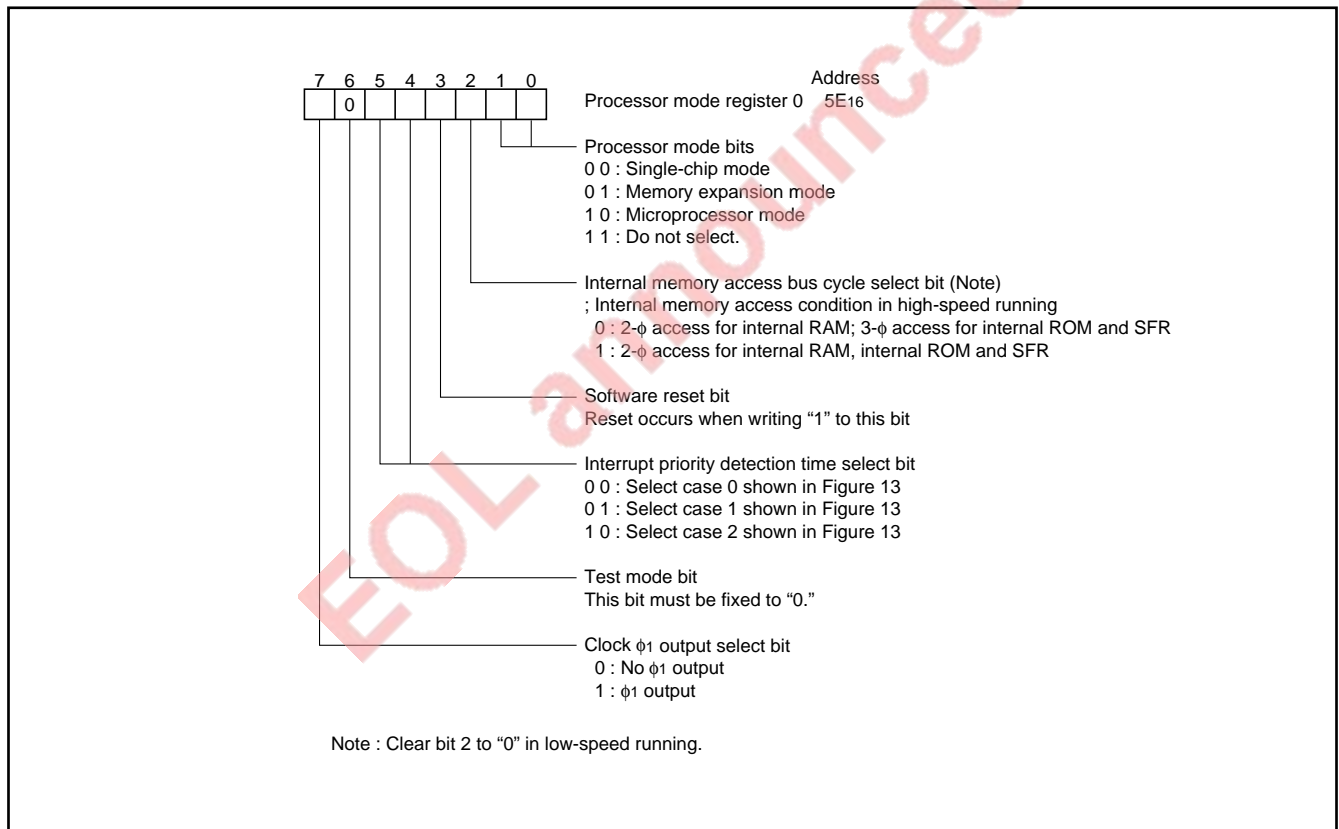 7 6 5 4 3 2 1 0
Address
0
Processor mode register 0 5E16
Processor mode bits
0 0 : Single-chip mode
0 1 : Memory expansion mode
1 0 : Microprocessor mode
1 1 : Do not select.
Internal memory access bus cycle select bit (Note)
; Internal memory access condition in high-speed running
0 : 2-ϕ access for internal RAM; 3-ϕ access for internal ROM and SFR
1 : 2-ϕ access for internal RAM, internal ROM and SFR
Software reset bit
Reset occurs when writing “1” to this bit
Interrupt priority detection time select bit
0 0 : Select case 0 shown in Figure 13
0 1 : Select case 1 shown in Figure 13
1 0 : Select case 2 shown in Figure 13
Test mode bit
This bit must be fixed to “0.”
Clock ϕ1 output select bit
0 : No ϕ1 output
1 : ϕ1 output
Note : Clear bit 2 to “0” in low-speed running.
EOL announced